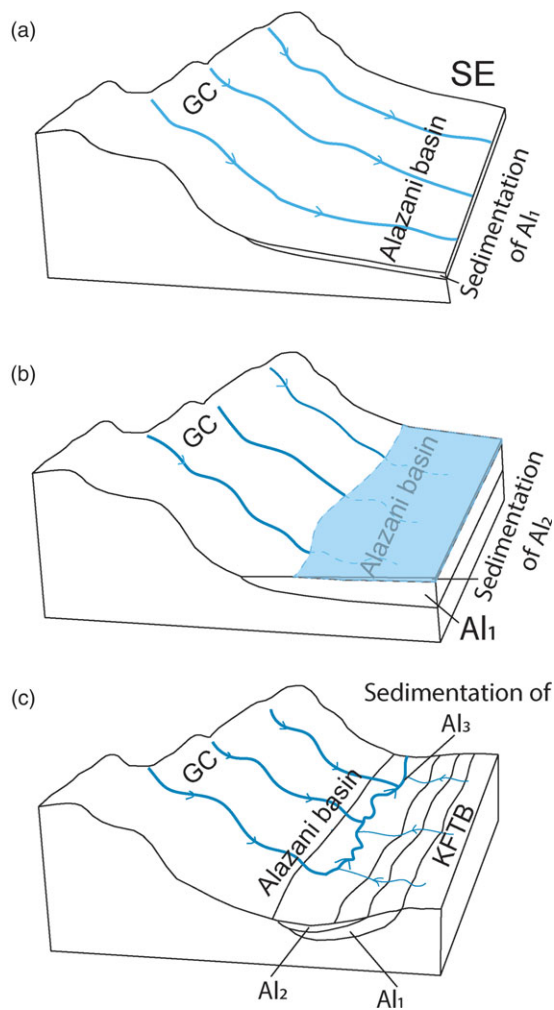 (a)
SE
GC
Alazani basin
Sedimentation
of Al₁
(b)
GC
Alazani basin
Sedimentation
of Al₂
Al₁
(c)
Sedimentation of
Al₃
GC
Alazani basin
KFTB
Al₂
Al₁